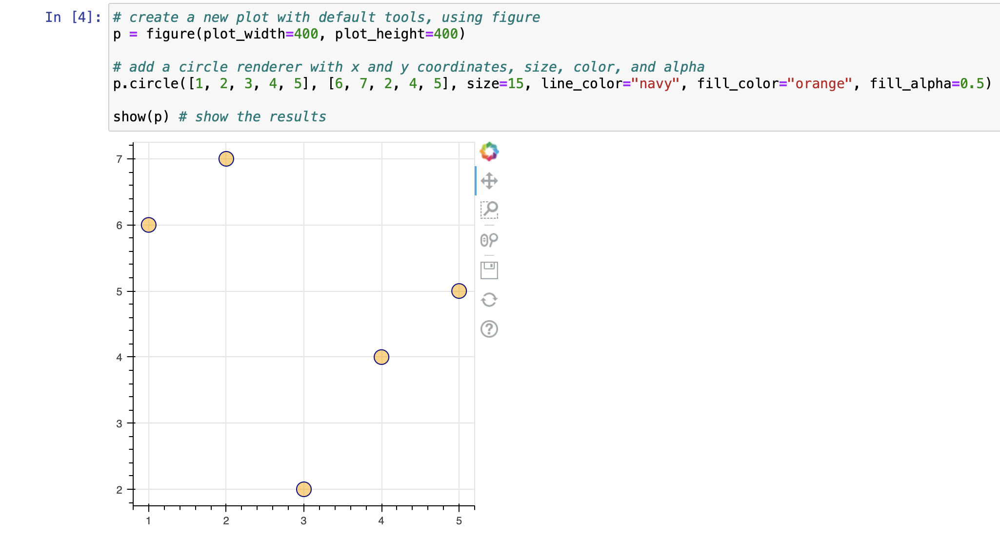 In [4]: # create a new plot with default tools, using figure
p = figure(plot_width=400, plot_height=400)
# add a circle renderer with x and y coordinates, size, color, and alpha
p.circle([1, 2, 3, 4, 5], [6, 7, 2, 4, 5], size=15, line_color="navy", fill_color="orange", fill_alpha=0.5)
show(p) # show the results
7
6
5
4
3
2
1 2 3 4 5
?